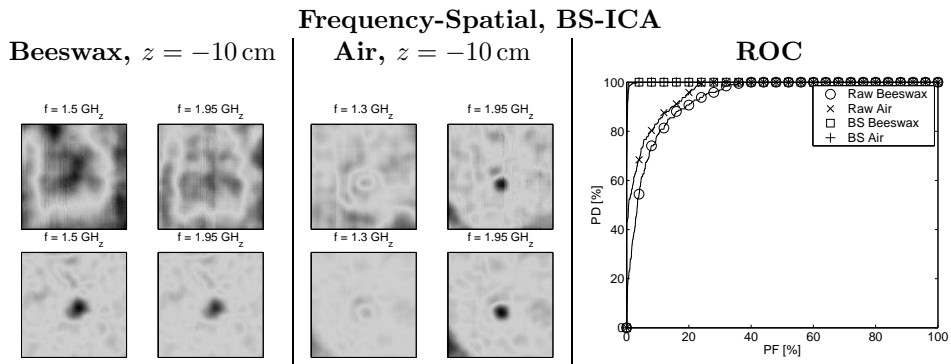 Frequency-Spatial, BS-ICA
Beeswax, z = −10 cm
Air, z = −10 cm
ROC
f = 1.5 GHz
f = 1.95 GHz
f = 1.3 GHz
f = 1.95 GHz
f = 1.5 GHz
f = 1.95 GHz
f = 1.3 GHz
f = 1.95 GHz
100
80
60
40
20
0
PD [%]
Raw Beeswax
Raw Air
BS Beeswax
BS Air
0 20 40 60 80 100
PF [%]